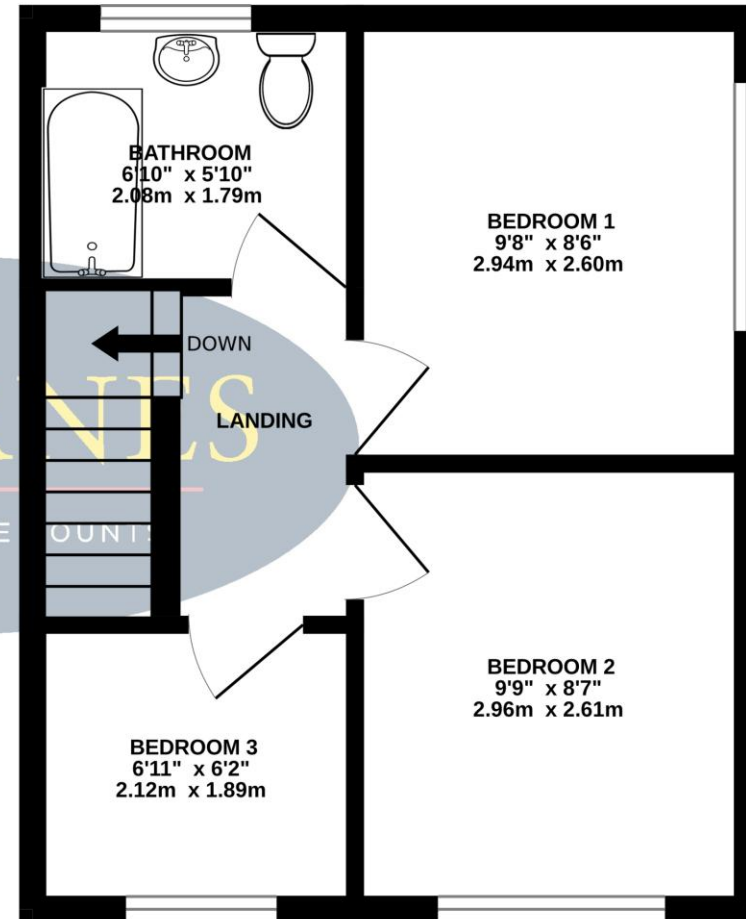 BATHROOM
6'10" x 5'10"
2.08m x 1.79m
BEDROOM 1
9'8" x 8'6"
2.94m x 2.60m
DOWN
LANDING
BEDROOM 2
9'9" x 8'7"
2.96m x 2.61m
BEDROOM 3
6'11" x 6'2"
2.12m x 1.89m